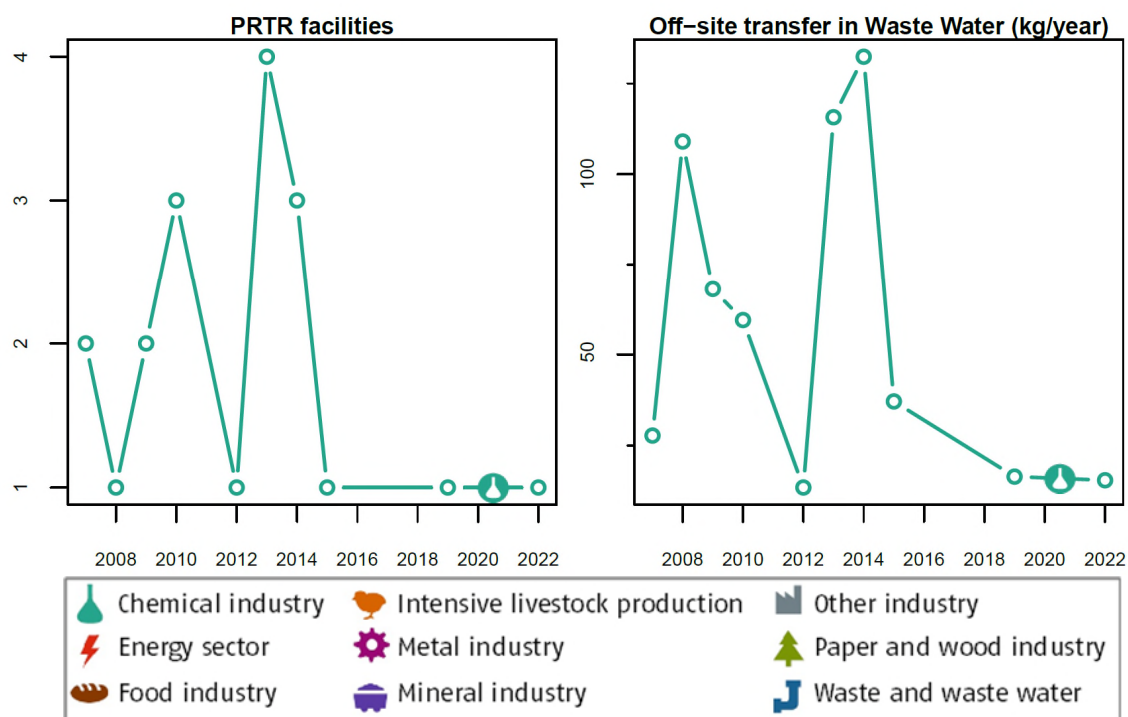 PRTR facilities
4
3
2
1
2008 2010 2012 2014 2016 2018 2020 2022
Off−site transfer in Waste Water (kg/year)
100
50
2008 2010 2012 2014 2016 2018 2020 2022
Chemical industry Intensive livestock production Other industry
Energy sector Metal industry Paper and wood industry
Food industry Mineral industry Waste and waste water